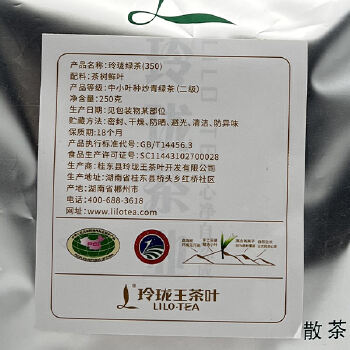 产品名称:玲珑绿茶(350)
配料:茶树鲜叶
产品等级:中小叶种炒青绿茶(二级)
净含量:250克
生产日期:见包装物某部位
贮藏方法:密封、干燥、防晒、避光、清洁、防异味
保质期:18个月
产品执行标准代号:GB/T14456.3
食品生产许可证号:SC11443102700028
生产商:桂东县玲珑王茶叶开发有限公司
生产地址:湖南省桂东县桥头乡红桥社区
产地:湖南省郴州市
电话:400-688-3618
网址:www.lilotea.com
玲珑王茶叶
LILO·TEA
散茶